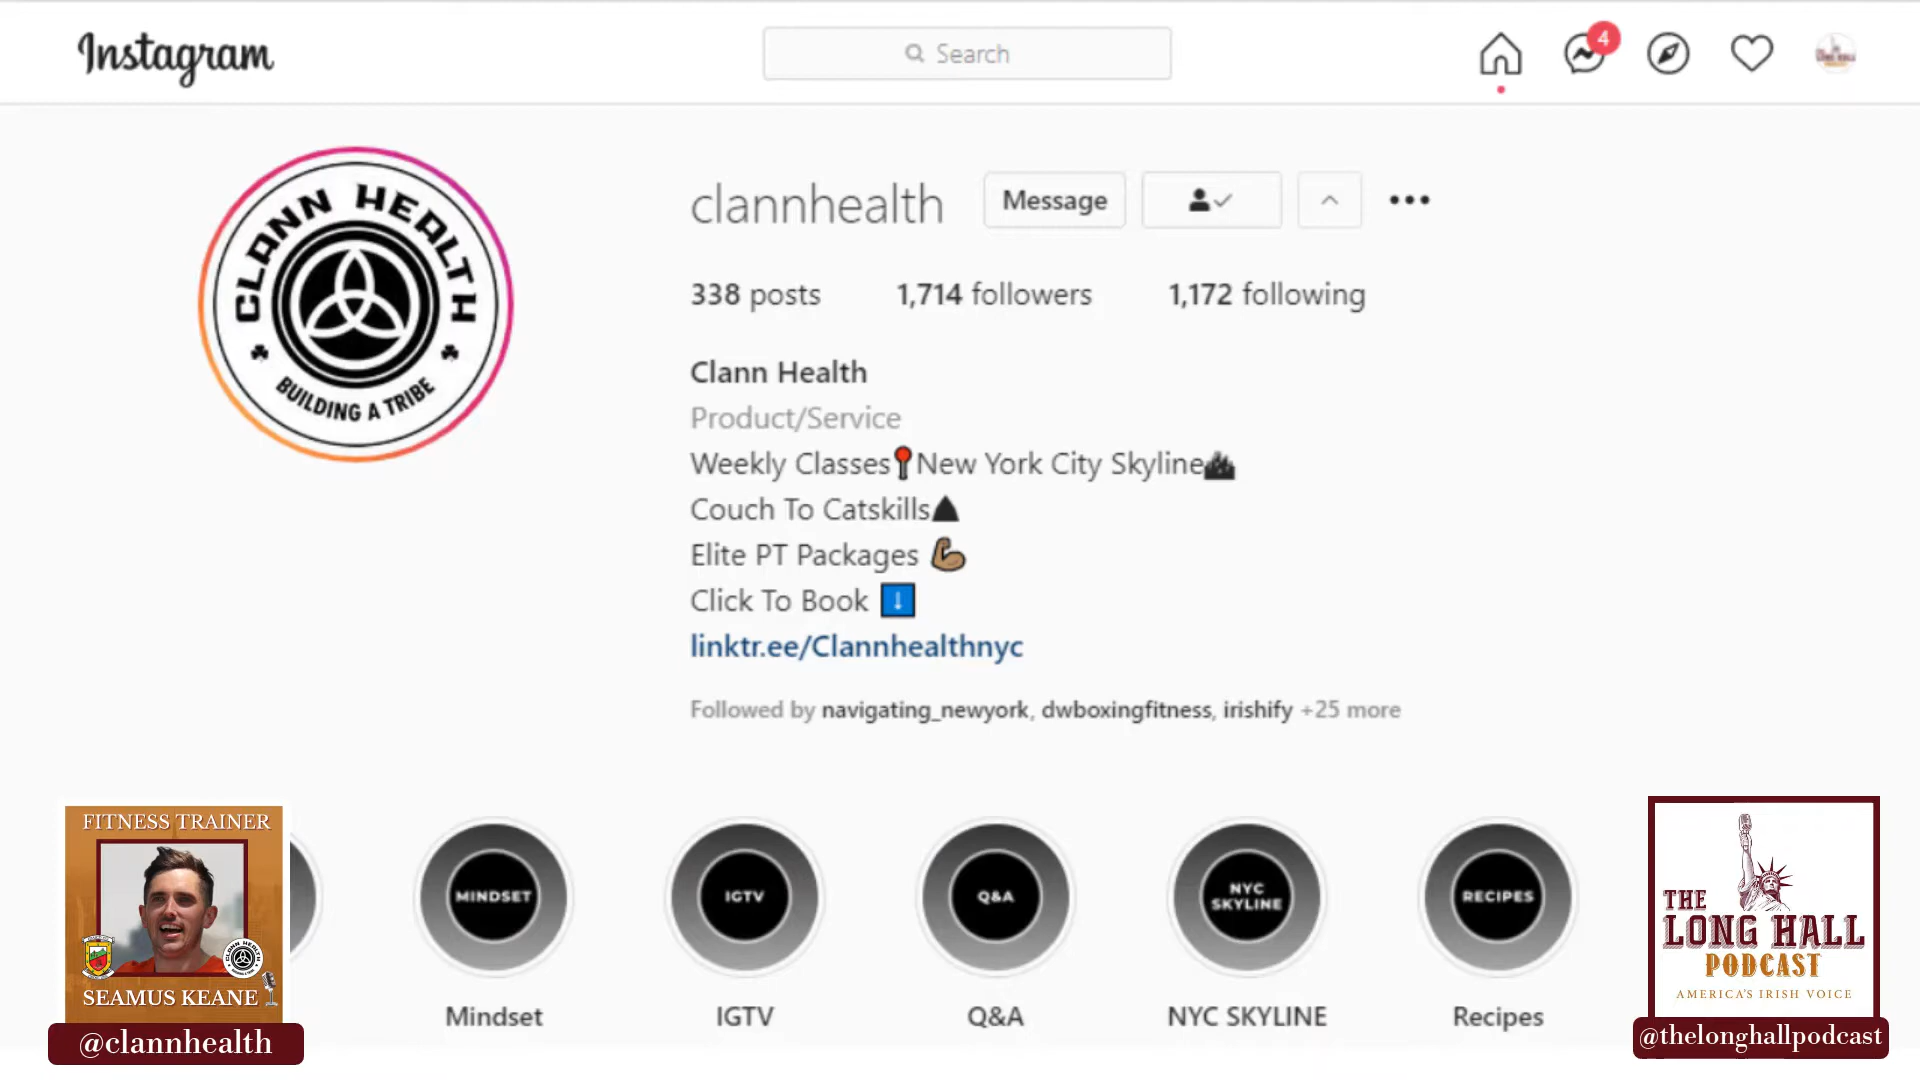 Instagram
Search
4
CLANN HEALTH
BUILDING A TRIBE
clannhealth
Message
338 posts
1,714 followers
1,172 following
Clann Health
Product/Service
Weekly Classes📍New York City Skyline
Couch To Catskills
Elite PT Packages 💪🏽
Click To Book ⬇️
linktr.ee/Clannhealthnyc
Followed by navigating_newyork, dwboxingfitness, irishify +25 more
FITNESS TRAINER
CLANN HEALTH
SEAMUS KEANE
@clannhealth
MINDSET
Mindset
IGTV
IGTV
Q&A
Q&A
NYC
SKYLINE
NYC SKYLINE
RECIPES
Recipes
THE
LONG HALL
PODCAST
AMERICA'S IRISH VOICE
@thelonghallpodcast